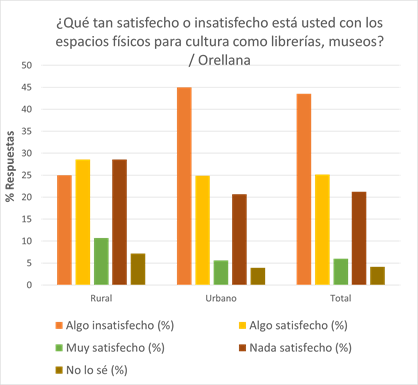 ¿Qué tan satisfecho o insatisfecho está usted con los
espacios físicos para cultura como librerías, museos?
/ Orellana
50
45
40
35
30
25
20
15
10
5
0
% Respuestas
Rural
Urbano
Total
Algo insatisfecho (%)
Algo satisfecho (%)
Muy satisfecho (%)
Nada satisfecho (%)
No lo sé (%)